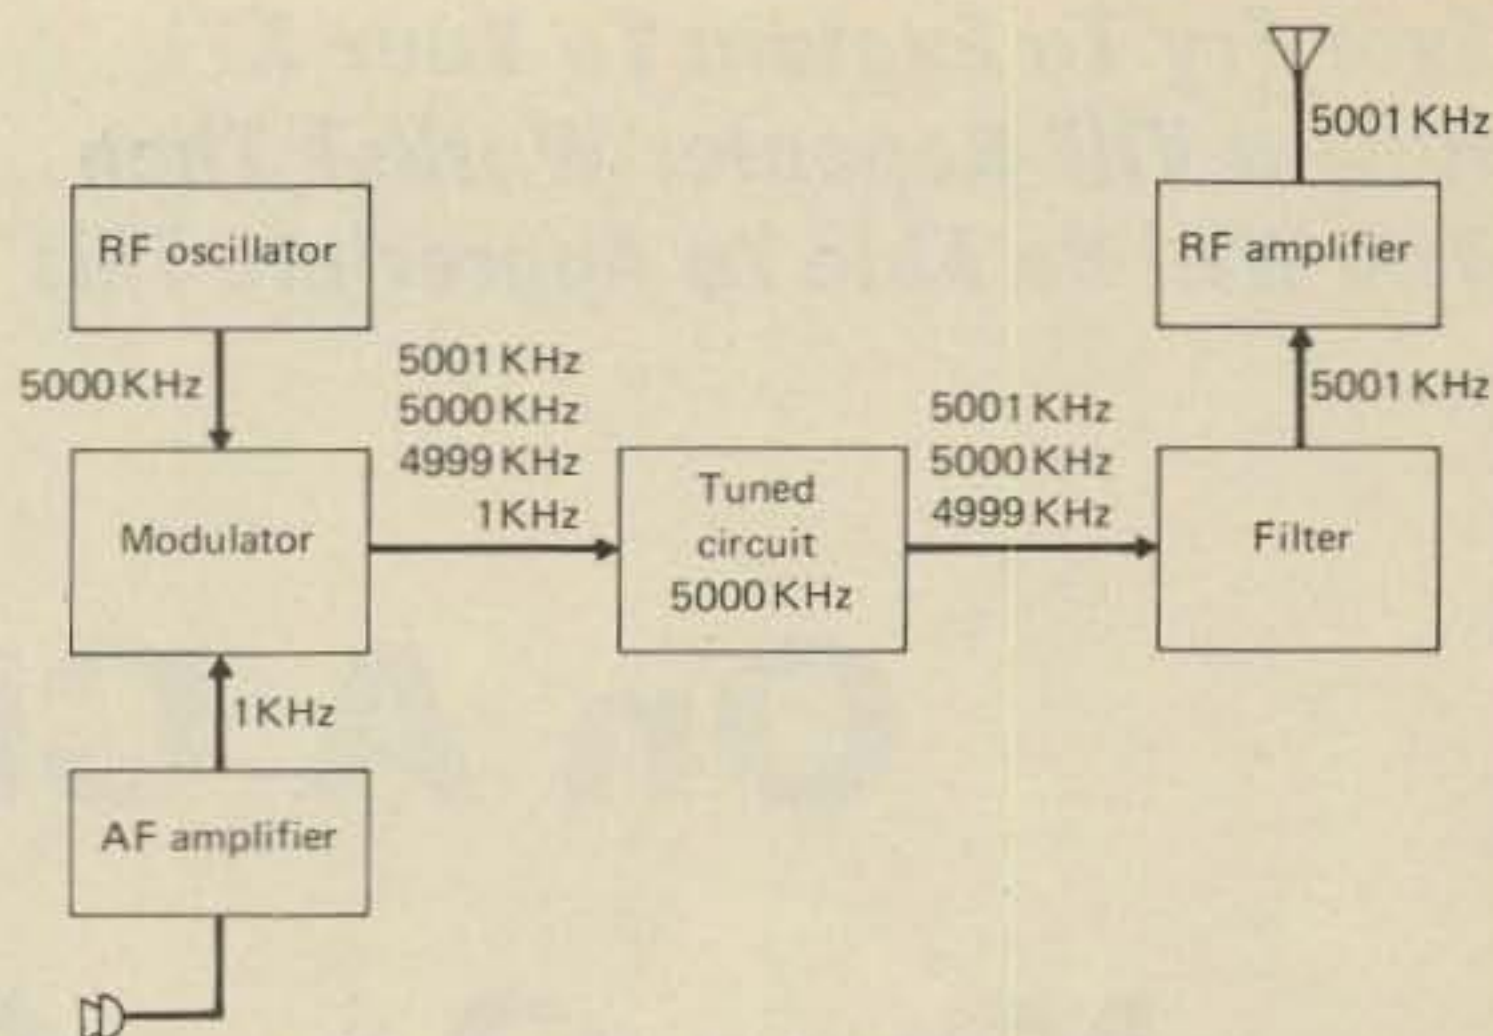 5001 KHz
RF oscillator
RF amplifier
5000 KHz
5001 KHz
5000 KHz
4999 KHz
1 KHz
5001 KHz
5000 KHz
4999 KHz
5001 KHz
Modulator
Tuned
circuit
5000 KHz
Filter
1 KHz
AF amplifier